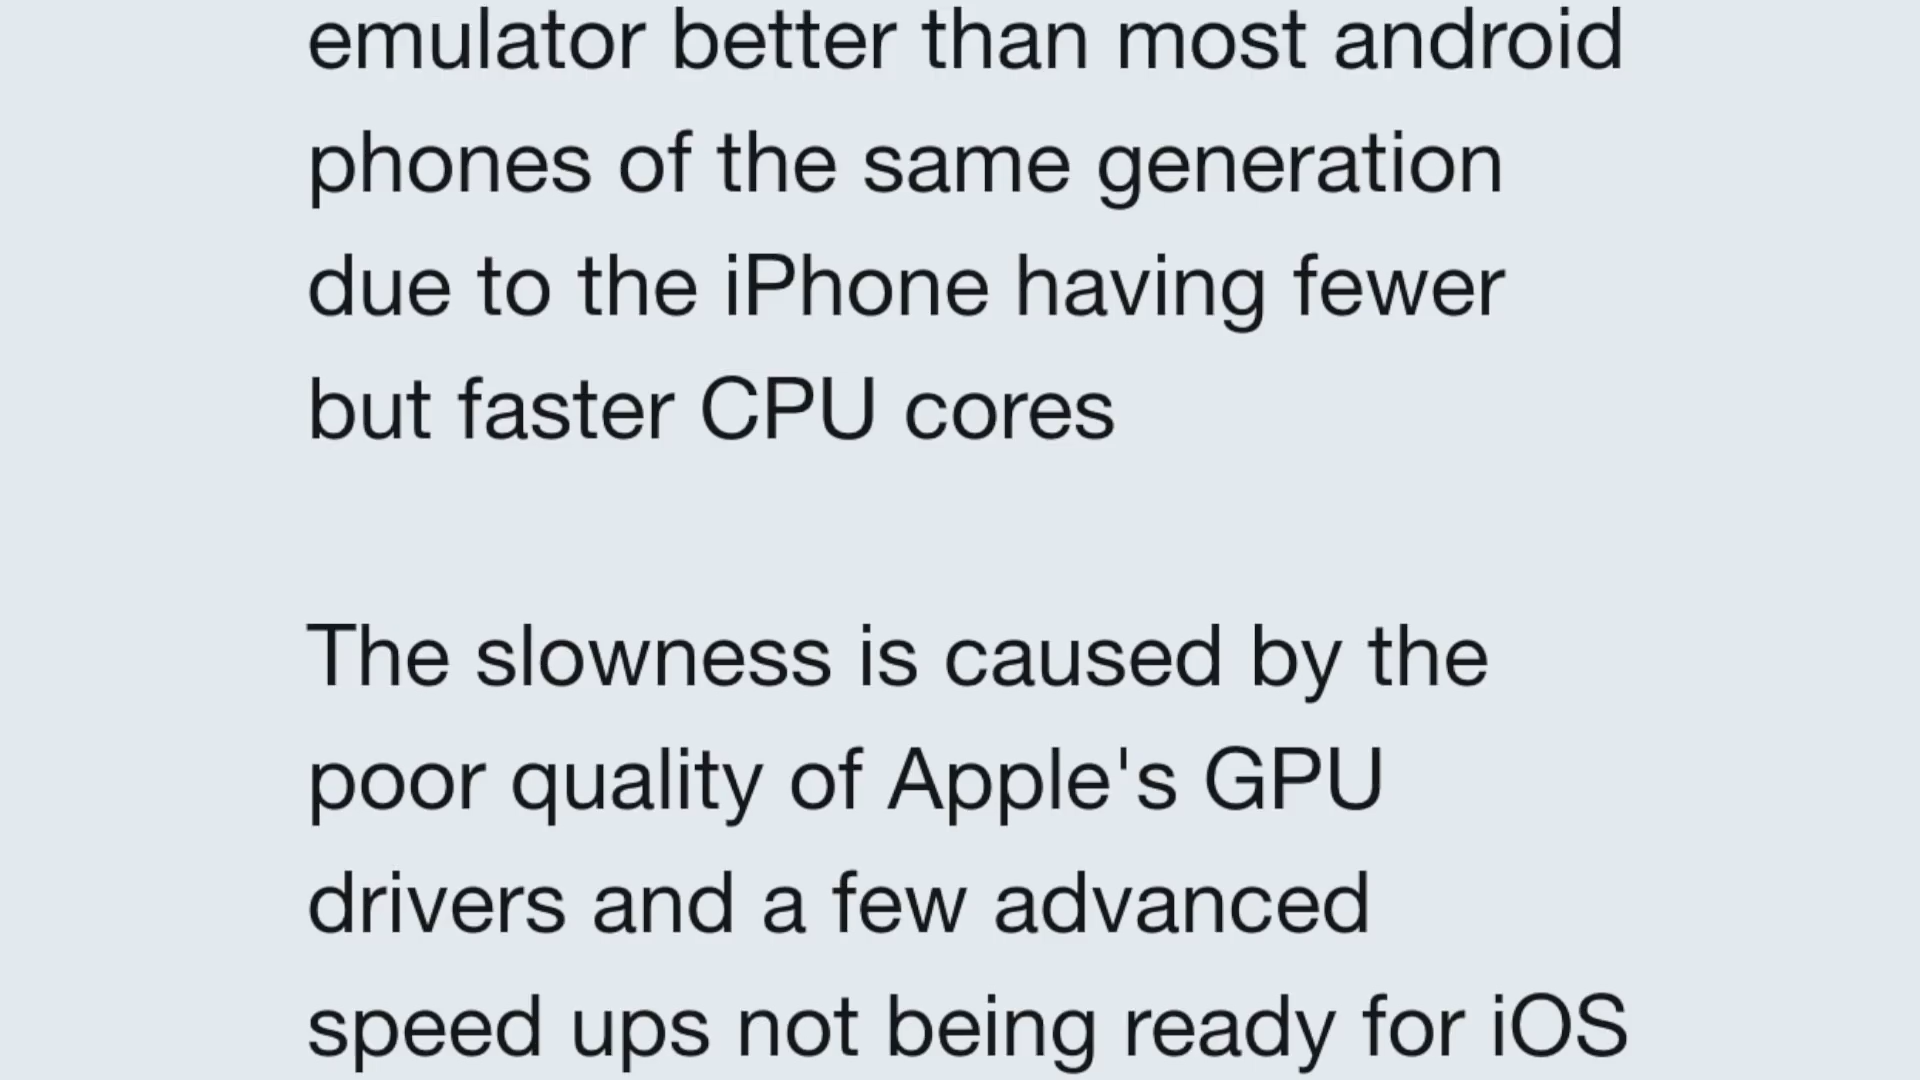 emulator better than most android
phones of the same generation
due to the iPhone having fewer
but faster CPU cores
The slowness is caused by the
poor quality of Apple's GPU
drivers and a few advanced
speed ups not being ready for iOS